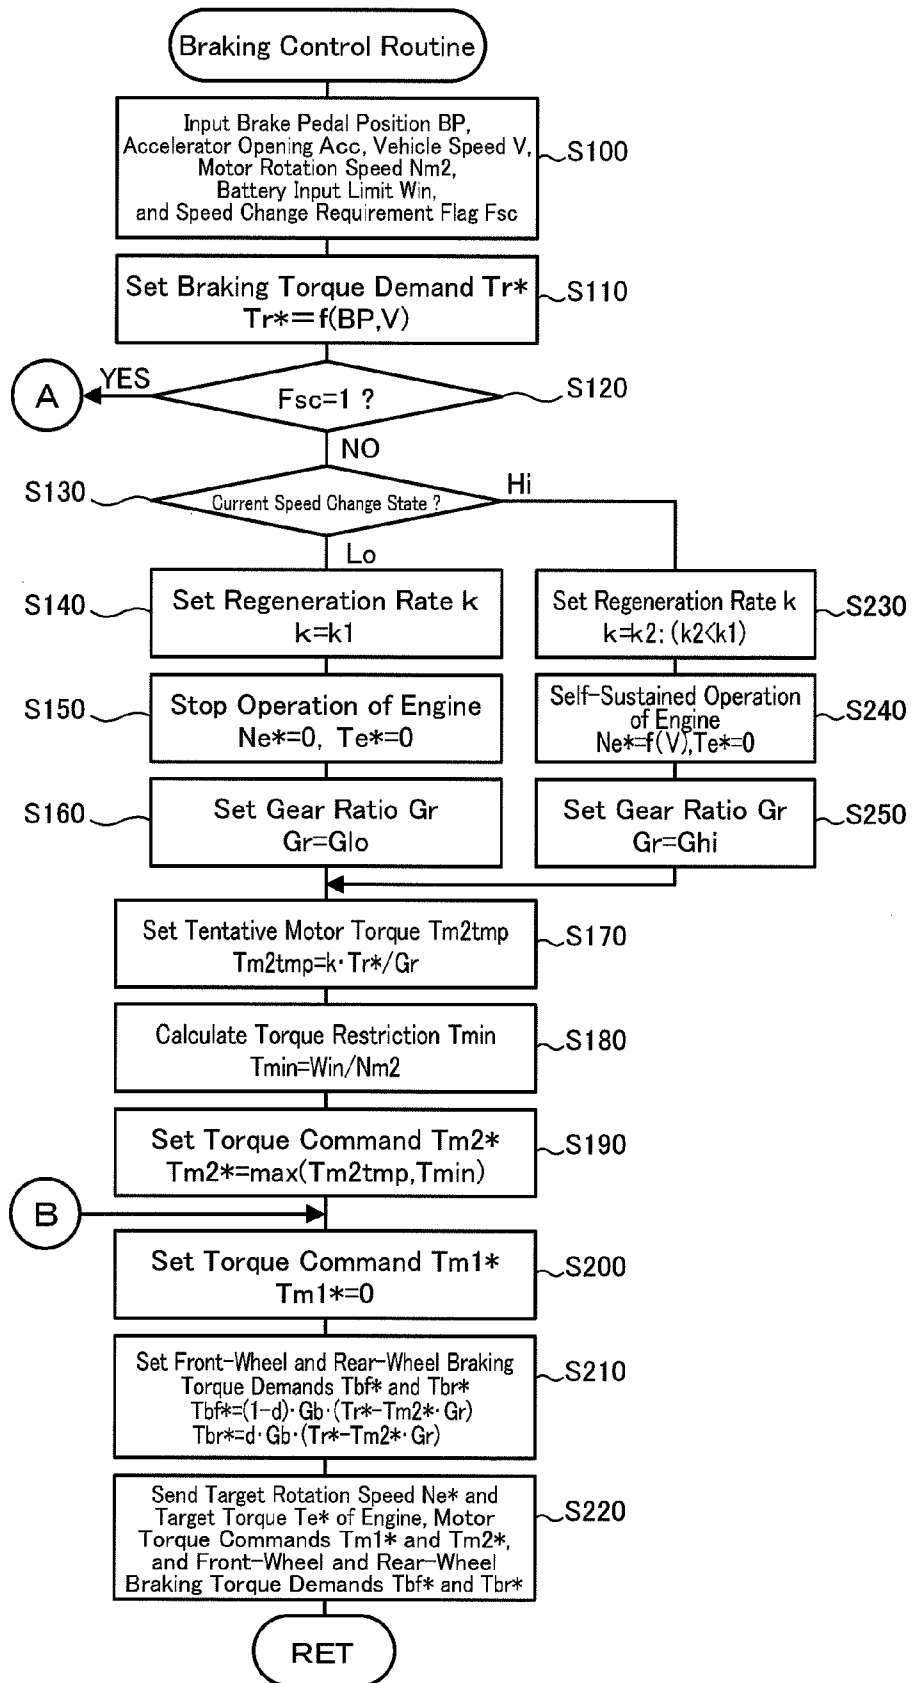 Braking Control Routine
Input Brake Pedal Position BP,
Accelerator Opening Acc, Vehicle Speed V,
Motor Rotation Speed Nm2,
Battery Input Limit Win,
and Speed Change Requirement Flag Fsc
S100
Set Braking Torque Demand Tr*
Tr*=f(BP,V)
S110
A
YES
Fsc=1 ?
S120
NO
S130
Current Speed Change State ?
Hi
Lo
S140
Set Regeneration Rate k
k=k1
Set Regeneration Rate k
k=k2: (k2<k1)
S230
S150
Stop Operation of Engine
Ne*=0, Te*=0
Self-Sustained Operation
of Engine
Ne*=f(V),Te*=0
S240
S160
Set Gear Ratio Gr
Gr=Glo
Set Gear Ratio Gr
Gr=Ghi
S250
Set Tentative Motor Torque Tm2tmp
Tm2tmp=k·Tr*/Gr
S170
Calculate Torque Restriction Tmin
Tmin=Win/Nm2
S180
Set Torque Command Tm2*
Tm2*=max(Tm2tmp,Tmin)
S190
B
Set Torque Command Tm1*
Tm1*=0
S200
Set Front-Wheel and Rear-Wheel Braking
Torque Demands Tbf* and Tbr*
Tbf*=(1-d)·Gb·(Tr*-Tm2*·Gr)
Tbr*=d·Gb·(Tr*-Tm2*·Gr)
S210
Send Target Rotation Speed Ne* and
Target Torque Te* of Engine, Motor
Torque Commands Tm1* and Tm2*,
and Front-Wheel and Rear-Wheel
Braking Torque Demands Tbf* and Tbr*
S220
RET